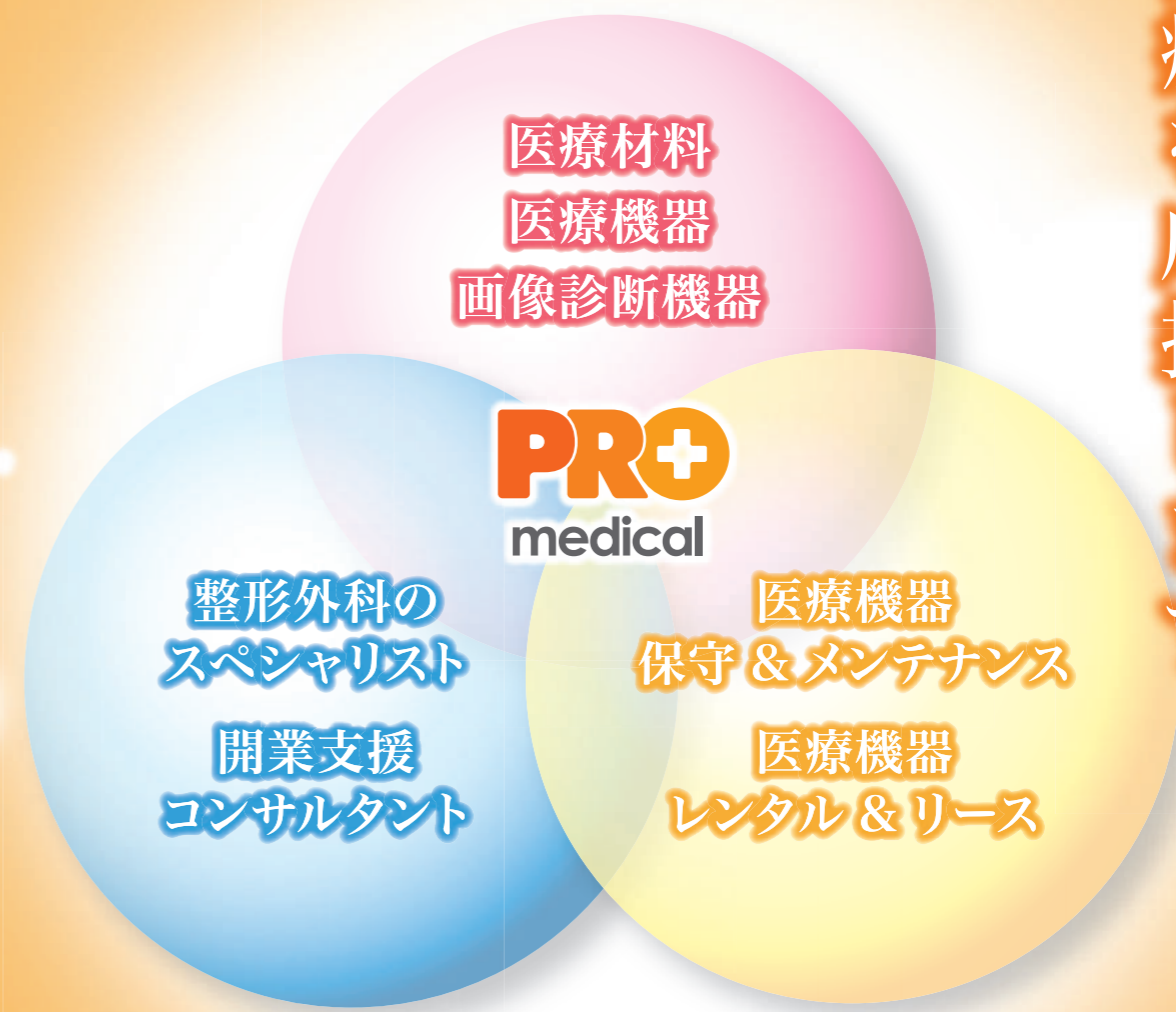 医療材料
医療機器
画像診断機器
PRO
medical
整形外科の
スペシャリスト
開業支援
コンサルタント
医療機器
保守 & メンテナンス
医療機器
レンタル & リース